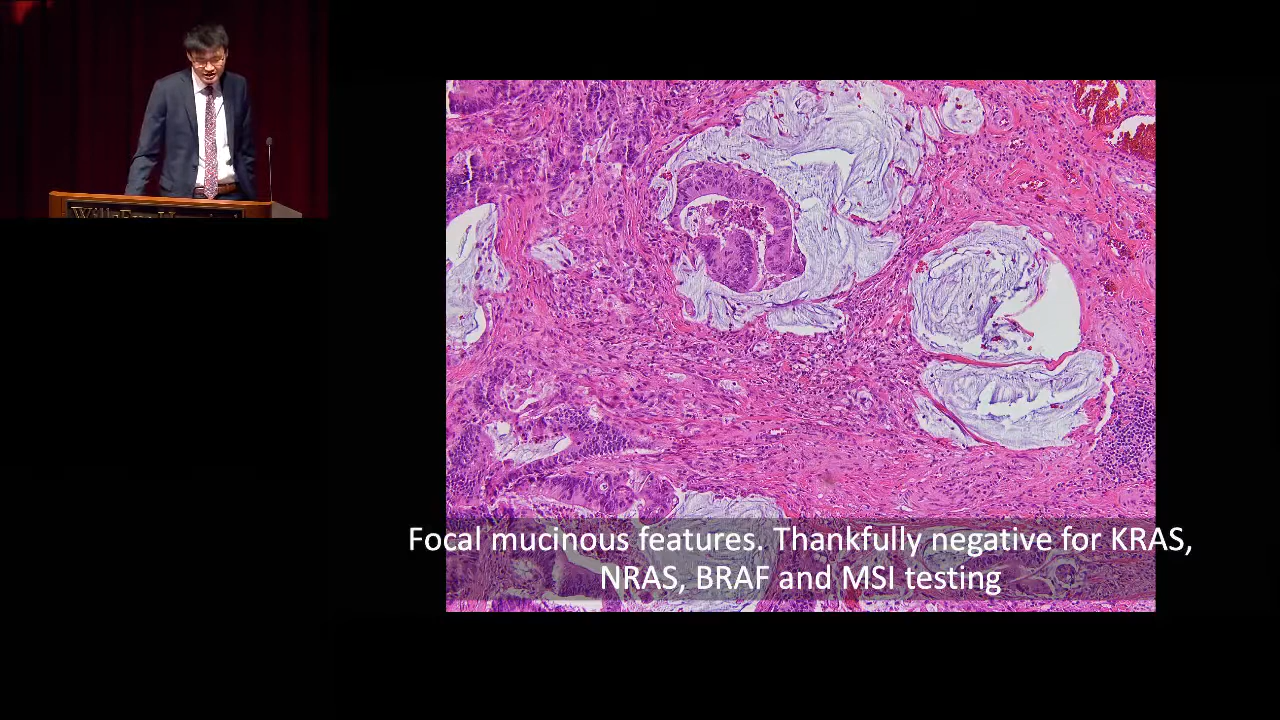 Focal mucinous features. Thankfully negative for KRAS,
NRAS, BRAF and MSI testing